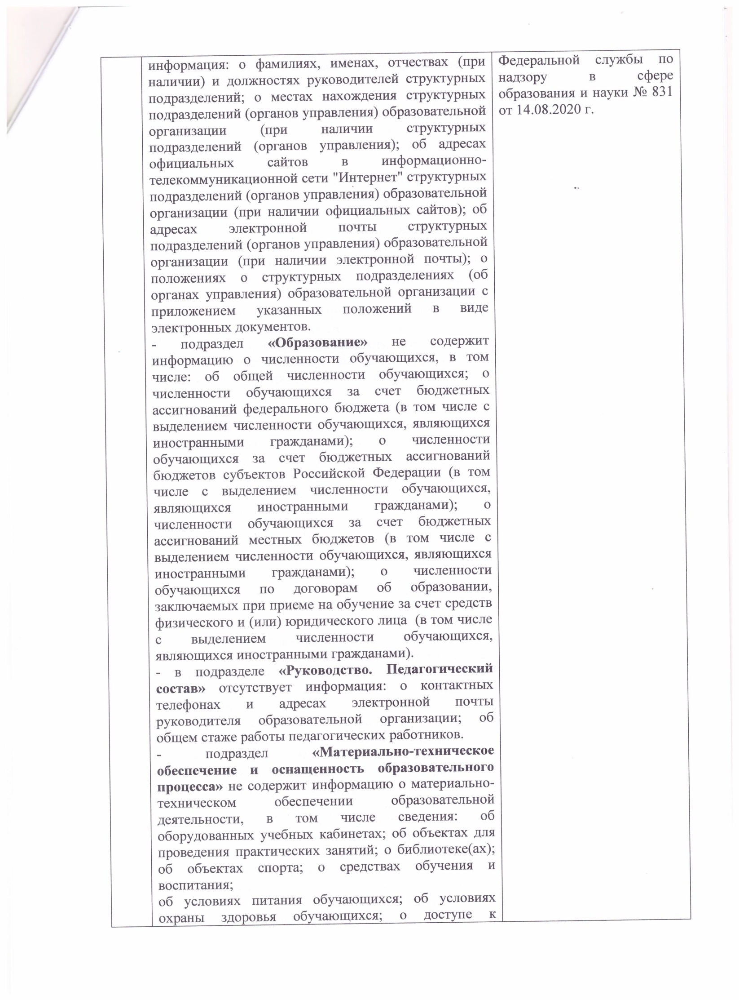 информация: о фамилиях, именах, отчествах (при
наличии) и должностях руководителей структурных
подразделений; о местах нахождения структурных
подразделений (органов управления) образовательной
организации (при наличии структурных
подразделений (органов управления); об адресах
официальных сайтов в информационно-
телекоммуникационной сети "Интернет" структурных
подразделений (органов управления) образовательной
организации (при наличии официальных сайтов); об
адресах электронной почты структурных
подразделений (органов управления) образовательной
организации (при наличии электронной почты); о
положениях о структурных подразделениях (об
органах управления) образовательной организации с
приложением указанных положений в виде
электронных документов.
- подраздел «Образование» не содержит
информацию о численности обучающихся, в том
числе: об общей численности обучающихся; о
численности обучающихся за счет бюджетных
ассигнований федерального бюджета (в том числе с
выделением численности обучающихся, являющихся
иностранными гражданами); о численности
обучающихся за счет бюджетных ассигнований
бюджетов субъектов Российской Федерации (в том
числе с выделением численности обучающихся,
являющихся иностранными гражданами); о
численности обучающихся за счет бюджетных
ассигнований местных бюджетов (в том числе с
выделением численности обучающихся, являющихся
иностранными гражданами); о численности
обучающихся по договорам об образовании,
заключаемых при приеме на обучение за счет средств
физического и (или) юридического лица (в том числе
с выделением численности обучающихся,
являющихся иностранными гражданами).
- в подразделе «Руководство. Педагогический
состав» отсутствует информация: о контактных
телефонах и адресах электронной почты
руководителя образовательной организации; об
общем стаже работы педагогических работников.
- подраздел «Материально-техническое
обеспечение и оснащенность образовательного
процесса» не содержит информацию о материально-
техническом обеспечении образовательной
деятельности, в том числе сведения: об
оборудованных учебных кабинетах; об объектах для
проведения практических занятий; о библиотеке(ах);
об объектах спорта; о средствах обучения и
воспитания;
об условиях питания обучающихся; об условиях
охраны здоровья обучающихся; о доступе к
Федеральной службы по
надзору в сфере
образования и науки № 831
от 14.08.2020 г.